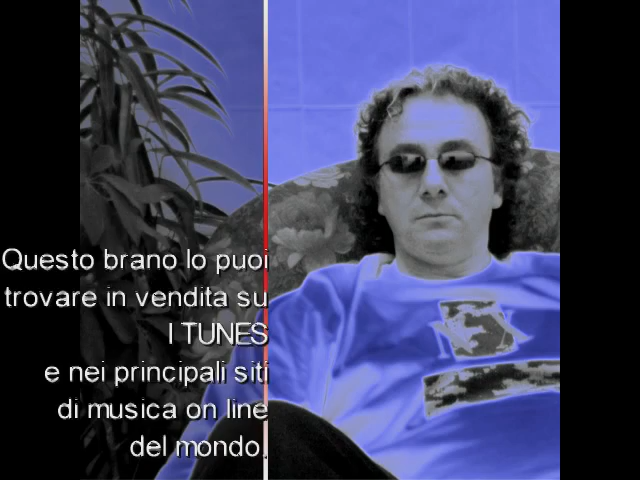 Questo brano lo puoi
trovare in vendita su
I TUNES
e nei principali siti
di musica on line
del mondo.